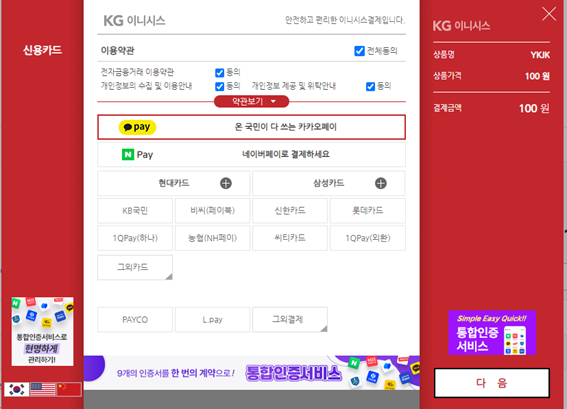 신용카드
KG 이니시스
안전하고 편리한 이니시스결제입니다.
이용약관
전체동의
전자금융거래 이용약관
동의
개인정보의 수집 및 이용안내
동의
개인정보 제공 및 위탁안내
동의
약관보기
pay
온 국민이 다 쓰는 카카오페이
N Pay
네이버페이로 결제하세요
현대카드
삼성카드
KB국민
비씨(페이북)
신한카드
롯데카드
1QPay(하나)
농협(NH페이)
씨티카드
1QPay(외환)
그외카드
PAYCO
L.pay
그외결제
통합인증서비스로
현명하게
관리하기!
9개의 인증서를 한 번의 계약으로!
통합인증서비스
KG 이니시스
상품명
YKJK
상품가격
100 원
결제금액
100 원
Simple Easy Quick!!
통합인증
서비스
다 음